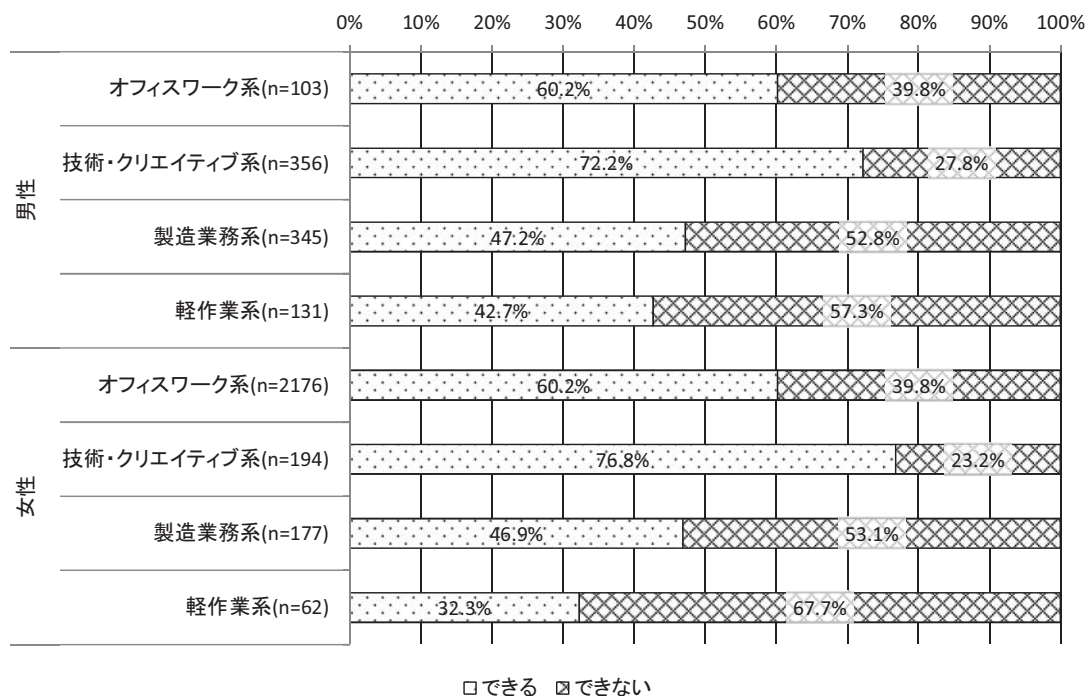 0% 10% 20% 30% 40% 50% 60% 70% 80% 90% 100%
男性
オフィスワーク系(n=103) 60.2% 39.8%
技術・クリエイティブ系(n=356) 72.2% 27.8%
製造業務系(n=345) 47.2% 52.8%
軽作業系(n=131) 42.7% 57.3%
女性
オフィスワーク系(n=2176) 60.2% 39.8%
技術・クリエイティブ系(n=194) 76.8% 23.2%
製造業務系(n=177) 46.9% 53.1%
軽作業系(n=62) 32.3% 67.7%
できる できない